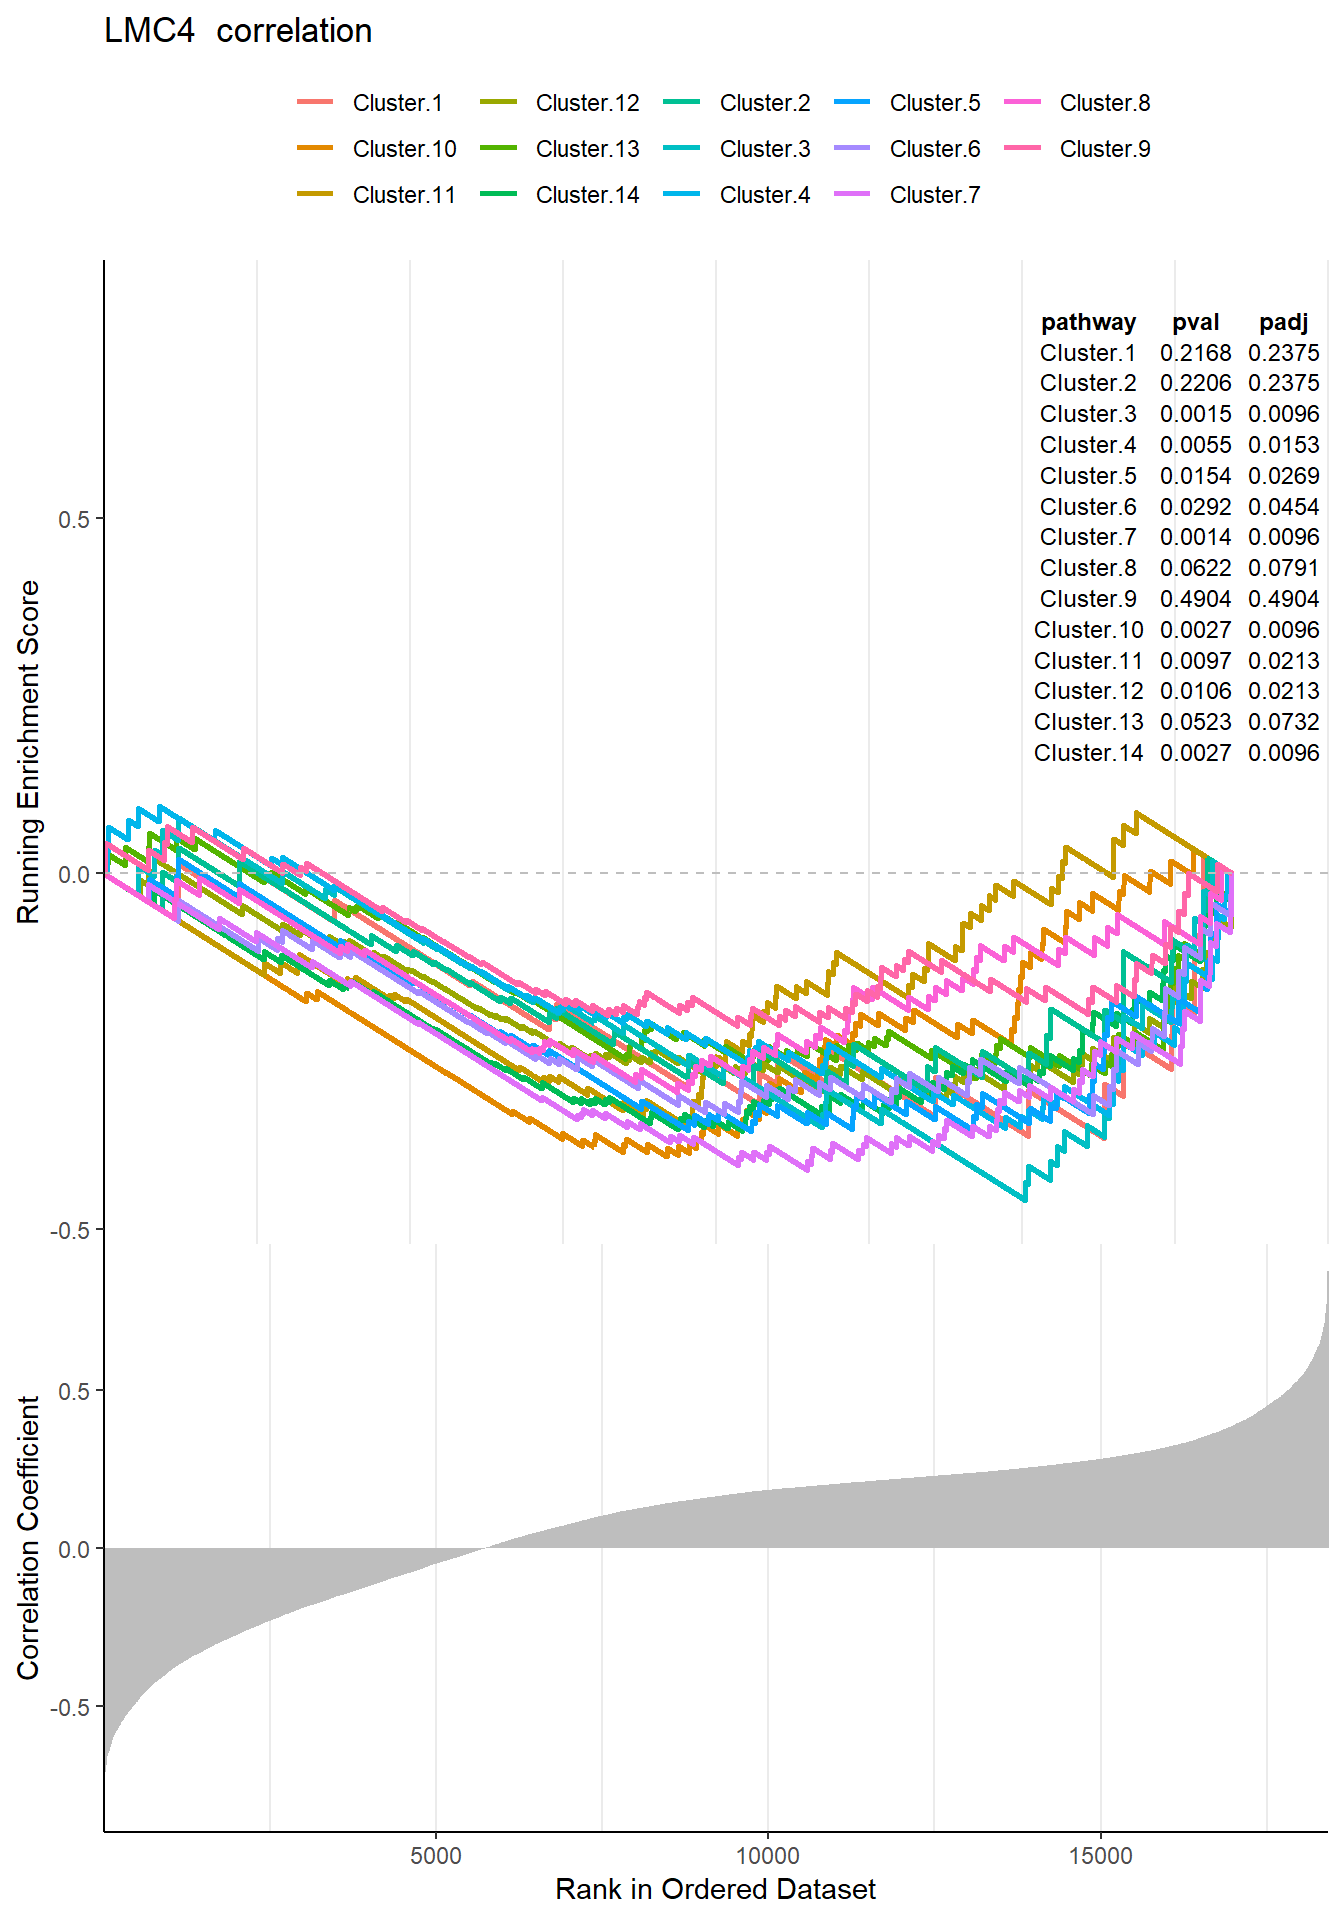 LMC4  correlation
Cluster.1 Cluster.12 Cluster.2 Cluster.5 Cluster.8
Cluster.10 Cluster.13 Cluster.3 Cluster.6 Cluster.9
Cluster.11 Cluster.14 Cluster.4 Cluster.7
pathway pval padj
Cluster.1 0.2168 0.2375
Cluster.2 0.2206 0.2375
Cluster.3 0.0015 0.0096
Cluster.4 0.0055 0.0153
Cluster.5 0.0154 0.0269
Cluster.6 0.0292 0.0454
Cluster.7 0.0014 0.0096
Cluster.8 0.0622 0.0791
Cluster.9 0.4904 0.4904
Cluster.10 0.0027 0.0096
Cluster.11 0.0097 0.0213
Cluster.12 0.0106 0.0213
Cluster.13 0.0523 0.0732
Cluster.14 0.0027 0.0096
Running Enrichment Score
0.5
0.0
-0.5
Correlation Coefficient
0.5
0.0
-0.5
5000 10000 15000
Rank in Ordered Dataset